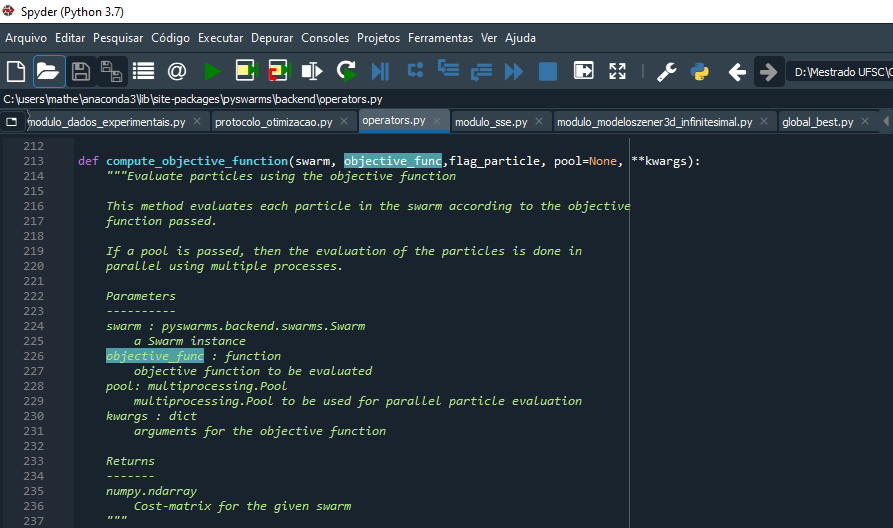 Spyder (Python 3.7)
Arquivo Editar Pesquisar Código Executar Depurar Consoles Projetos Ferramentas Ver Ajuda
D:\Mestrado UFSC\
C:\users\mathe\anaconda3\lib\site-packages\pyswarms\backend\operators.py
modulo_dados_experimentais.py protocolo_otimizacao.py operators.py modulo_sse.py modulo_modeloszener3d_infinitesimal.py global_best.py
212
213 def compute_objective_function(swarm, objective_func,flag_particle, pool=None, **kwargs):
214 """Evaluate particles using the objective function
215
216 This method evaluates each particle in the swarm according to the objective
217 function passed.
218
219 If a pool is passed, then the evaluation of the particles is done in
220 parallel using multiple processes.
221
222 Parameters
223 ----------
224 swarm : pyswarms.backend.swarms.Swarm
225 a Swarm instance
226 objective_func : function
227 objective function to be evaluated
228 pool: multiprocessing.Pool
229 multiprocessing.Pool to be used for parallel particle evaluation
230 kwargs : dict
231 arguments for the objective function
232
233 Returns
234 -------
235 numpy.ndarray
236 Cost-matrix for the given swarm
237 """